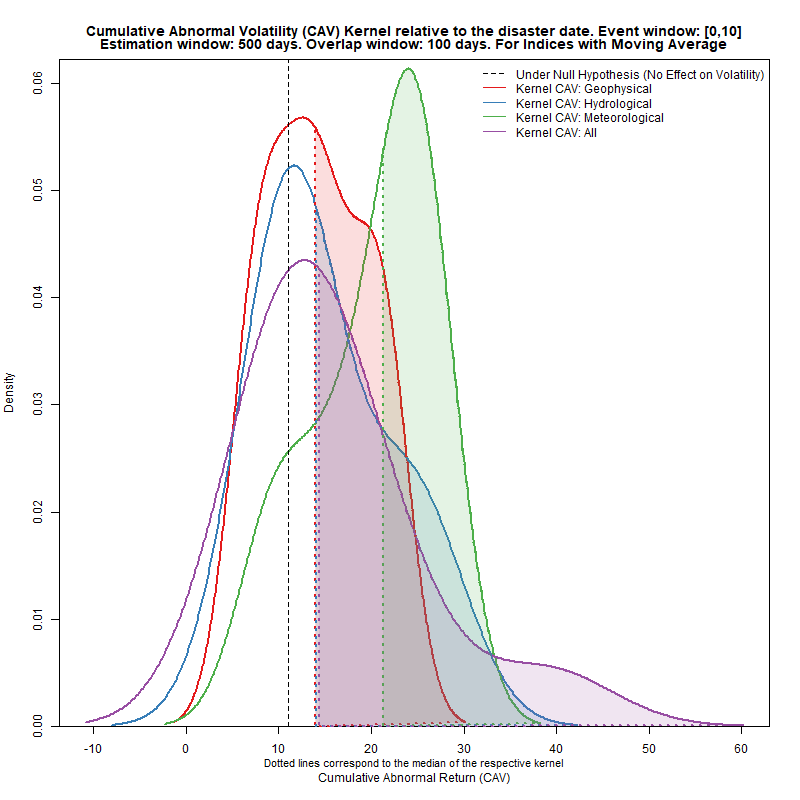 Cumulative Abnormal Volatility (CAV) Kernel relative to the disaster date. Event window: [0,10]
Estimation window: 500 days. Overlap window: 100 days. For Indices with Moving Average
Under Null Hypothesis (No Effect on Volatility)
Kernel CAV: Geophysical
Kernel CAV: Hydrological
Kernel CAV: Meteorological
Kernel CAV: All
0.06
0.05
0.04
0.03
0.02
0.01
0.00
Density
-10 0 10 20 30 40 50 60
Dotted lines correspond to the median of the respective kernel
Cumulative Abnormal Return (CAV)